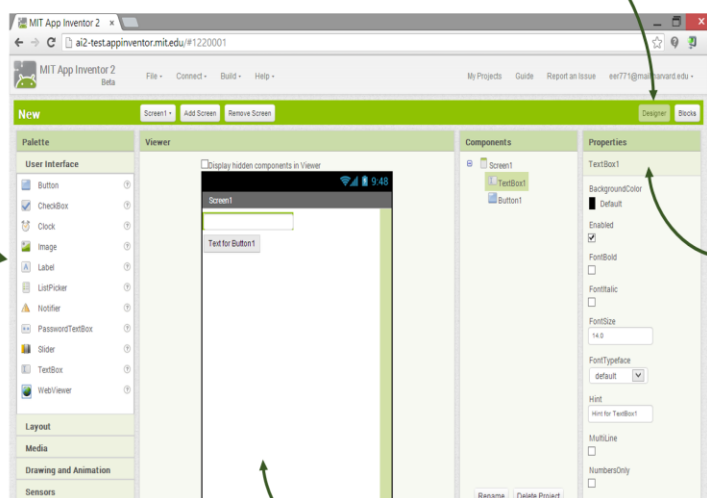 MIT App Inventor 2
ai2-test.appinventor.mit.edu/#1220001
MIT App Inventor 2
Beta
File
Connect
Build
Help
My Projects
Guide
Report an Issue
New
Screen1
Add Screen
Remove Screen
Designer
Blocks
Palette
Viewer
Components
Properties
User Interface
Button
CheckBox
Clock
Image
Label
ListPicker
Notifier
PasswordTextBox
Slider
TextBox
WebViewer
Layout
Media
Drawing and Animation
Sensors
Display hidden components in Viewer
9:48
Screen1
Text for Button1
Screen1
TextBox1
Button1
Rename
Delete Project
TextBox1
BackgroundColor
Default
Enabled
FontBold
FontItalic
FontSize
14.0
FontTypeface
default
Hint
Hint for TextBox1
MultiLine
NumbersOnly